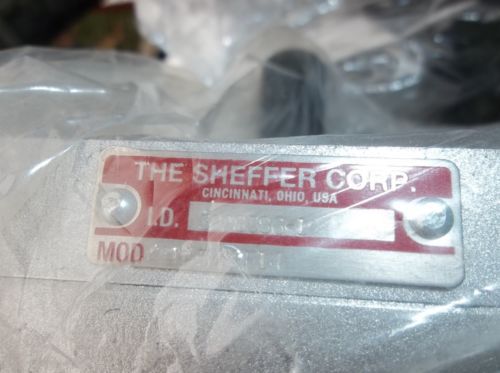 THE SHEFFER CORP.
CINCINNATI, OHIO, USA
I.D.
MOD